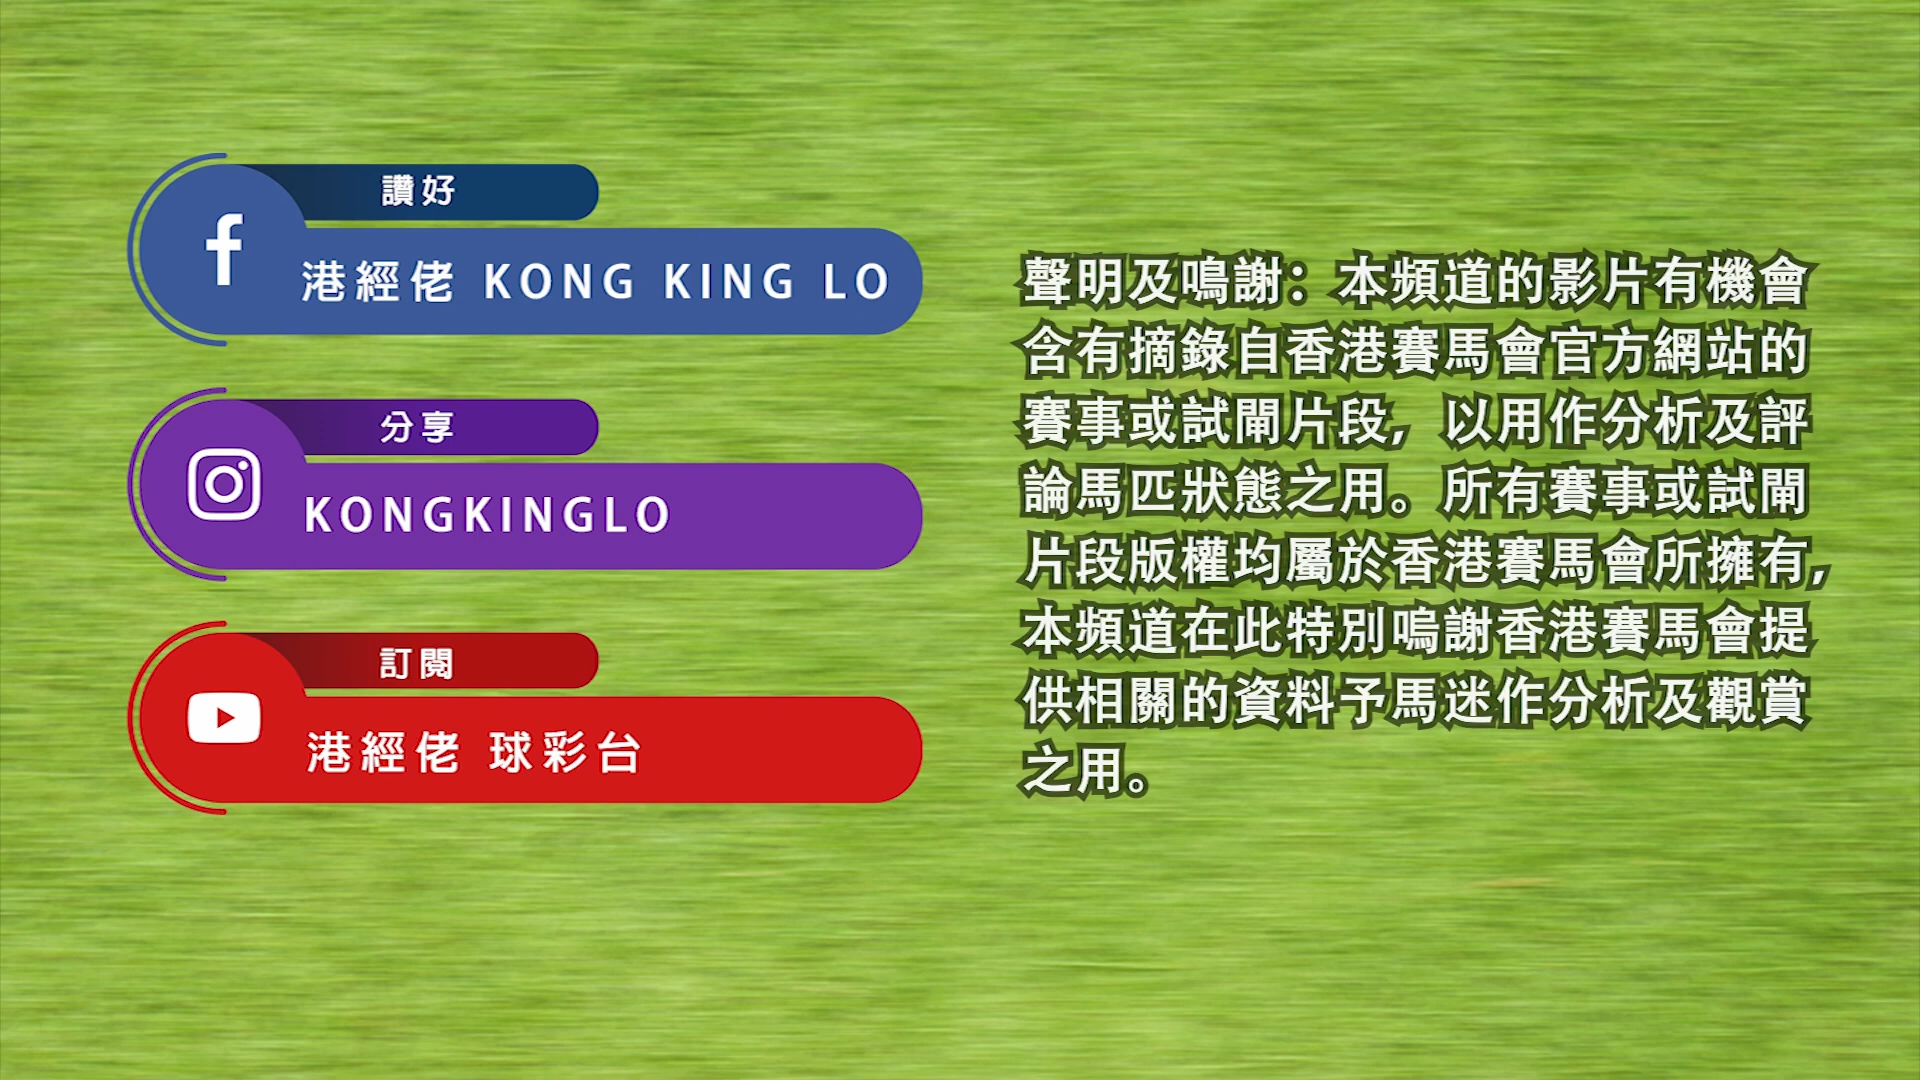 讚好
港經佬 KONG KING LO
分享
KONGKINGLO
訂閱
港經佬 球彩台
聲明及鳴謝：本頻道的影片有機會
含有摘錄自香港賽馬會官方網站的
賽事或試閘片段，以用作分析及評
論馬匹狀態之用。所有賽事或試閘
片段版權均屬於香港賽馬會所擁有,
本頻道在此特別嗚謝香港賽馬會提
供相關的資料予馬迷作分析及觀賞
之用。